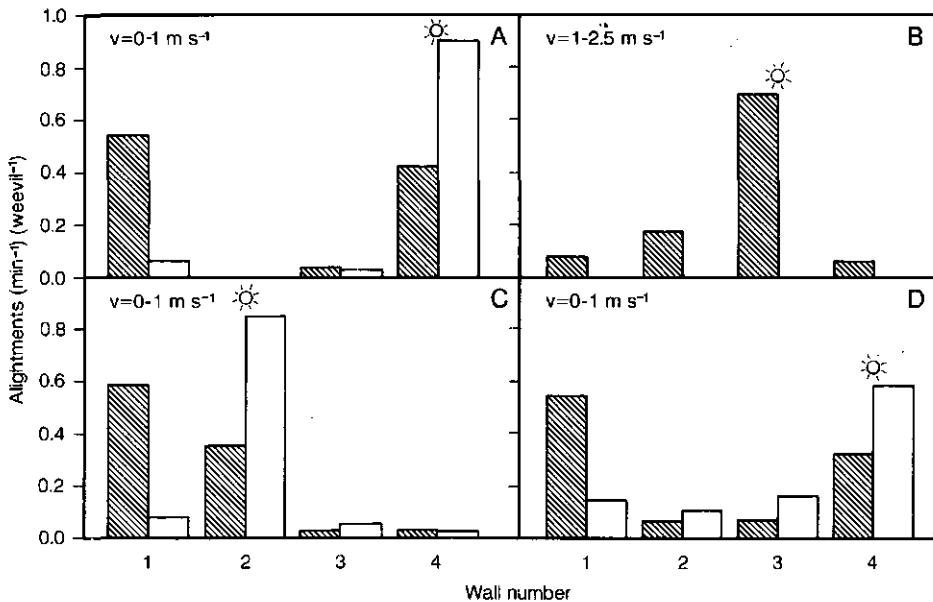 Alightments (min⁻¹) (weevil⁻¹)
1.0
0.8
0.6
0.4
0.2
0.0
v=0-1 m s⁻¹
A
v=1-2.5 m s⁻¹
B
0.8
0.6
0.4
0.2
0.0
v=0-1 m s⁻¹
C
v=0-1 m s⁻¹
D
1 2 3 4 1 2 3 4
Wall number